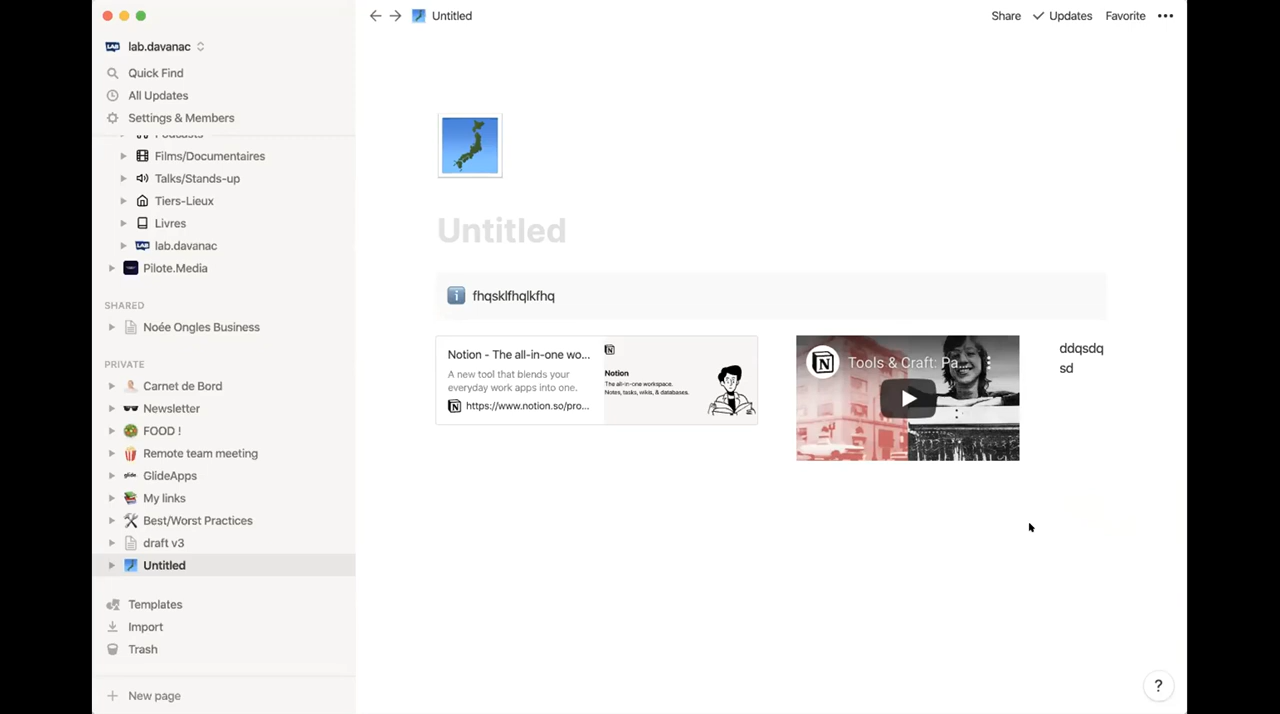 Untitled
Share
Updates
Favorite
LAB
lab.davanac
Quick Find
All Updates
Settings & Members
Podcasts
Films/Documentaires
Talks/Stands-up
Tiers-Lieux
Livres
LAB
lab.davanac
Pilote.Media
SHARED
Noée Ongles Business
PRIVATE
Carnet de Bord
Newsletter
FOOD !
Remote team meeting
glide
GlideApps
My links
Best/Worst Practices
draft v3
Untitled
Templates
Import
Trash
New page
Untitled
fhqsklfhqlkfhq
Notion - The all-in-one wo...
A new tool that blends your
everyday work apps into one.
https://www.notion.so/pro...
Notion
The all-in-one workspace.
Notes, tasks, wikis, & databases.
Tools & Craft: Pa...
ddqsdq
sd
?